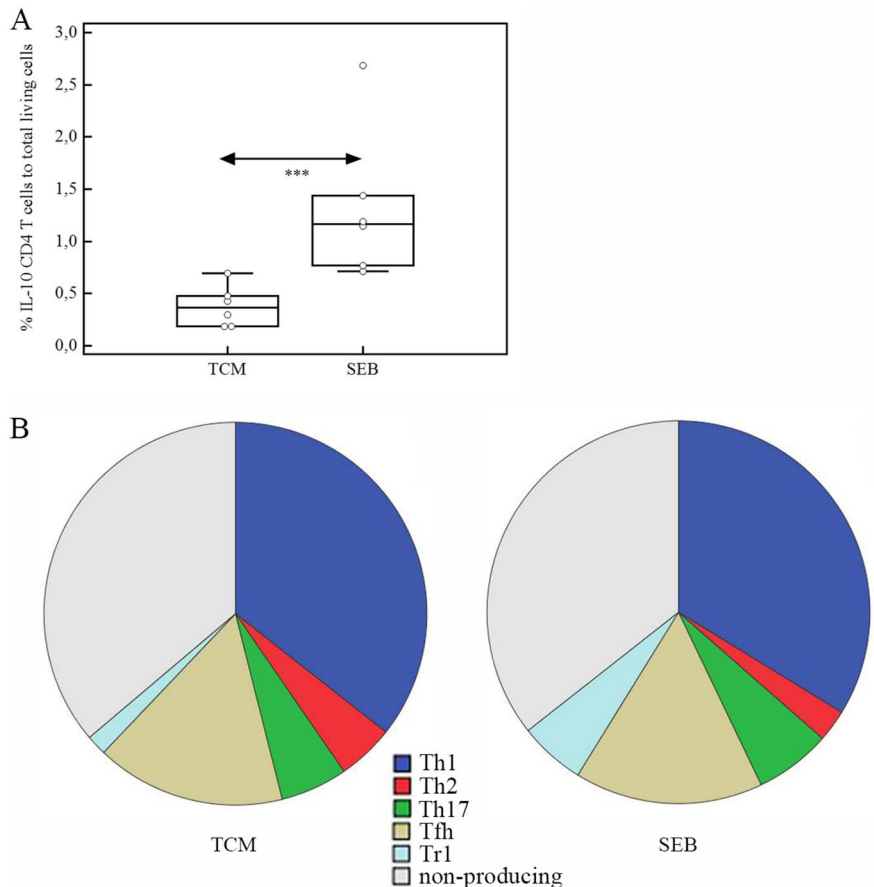 A
% IL-10 CD4 T cells to total living cells
3,0
2,5
2,0
1,5
1,0
0,5
0,0
***
TCM
SEB
B
TCM
SEB
Th1
Th2
Th17
Tfh
Tr1
non-producing